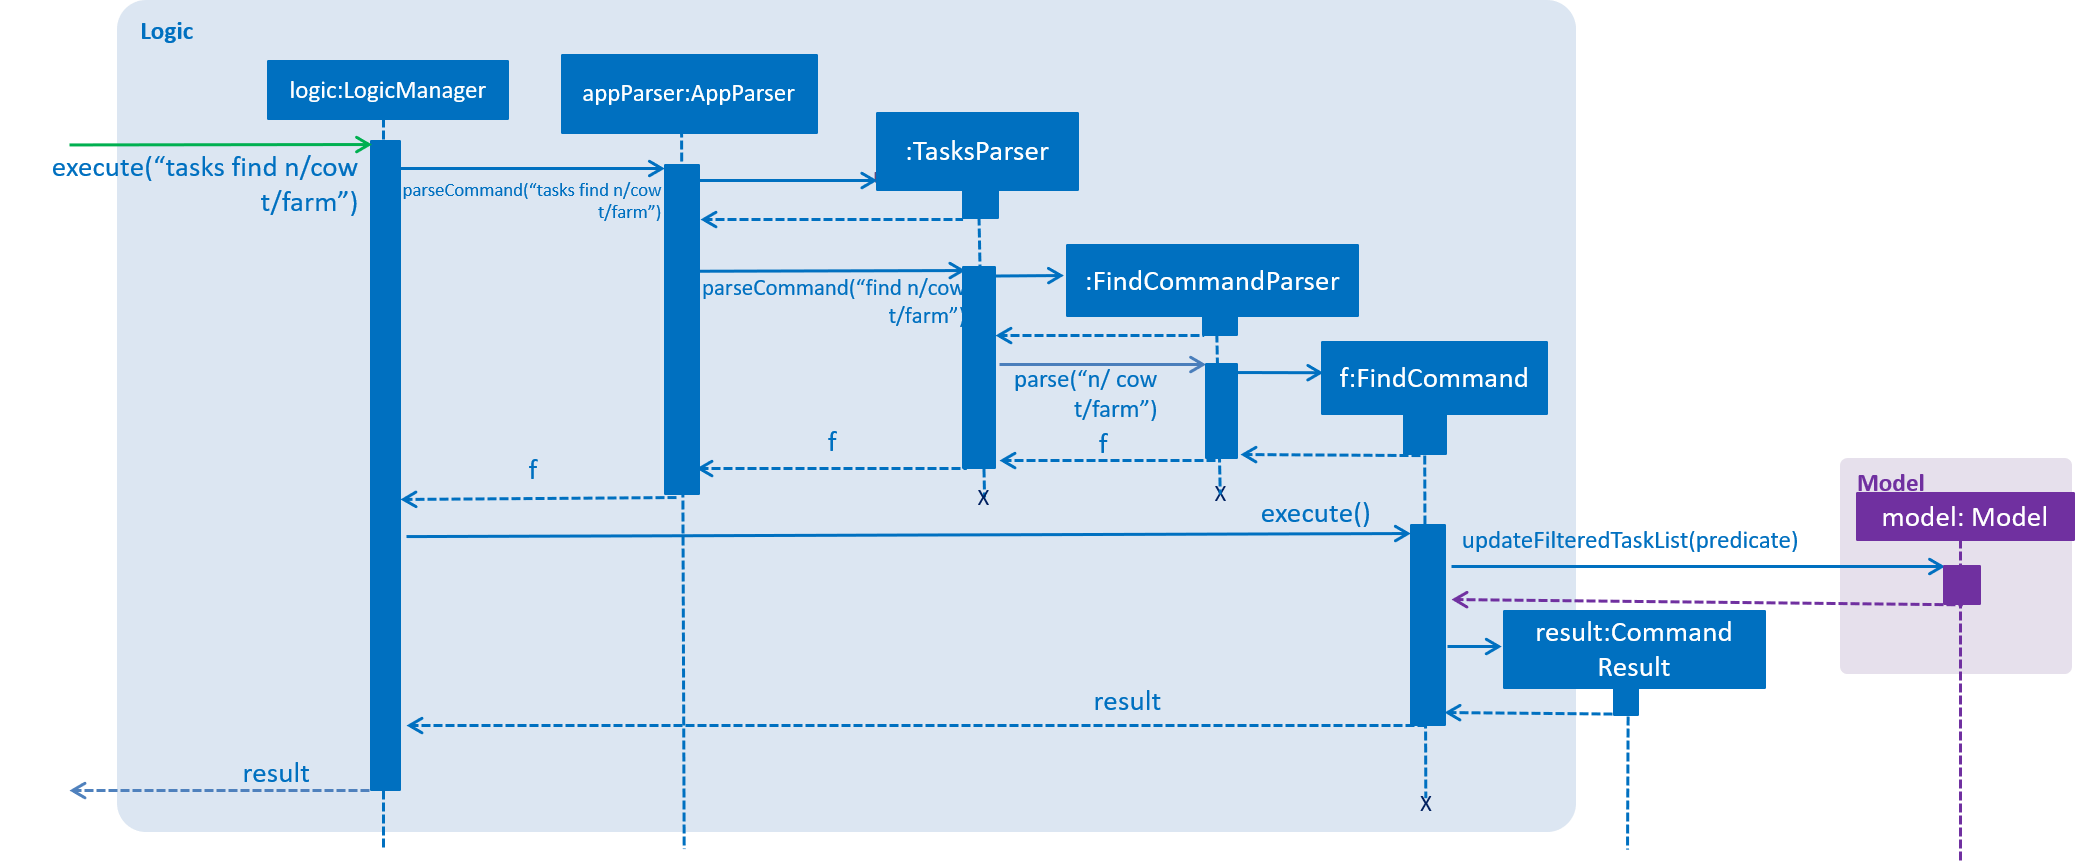 Logic
logic:LogicManager
appParser:AppParser
:TasksParser
execute(“tasks find n/cow
t/farm”)
parseCommand(“tasks find n/cow
t/farm”)
:FindCommandParser
parseCommand(“find n/cow
t/farm”)
f:FindCommand
parse(“n/ cow
t/farm”)
f
f
f
X
X
Model
model: Model
execute()
updateFilteredTaskList(predicate)
result:Command
Result
result
result
X